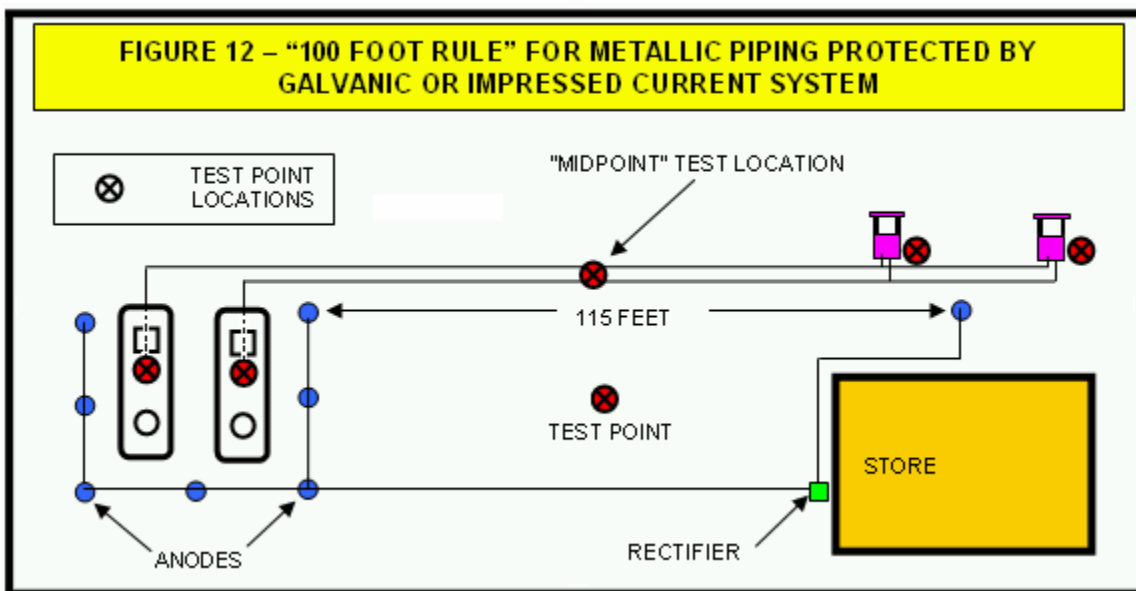 FIGURE 12 – “100 FOOT RULE” FOR METALLIC PIPING PROTECTED BY
GALVANIC OR IMPRESSED CURRENT SYSTEM
TEST POINT
LOCATIONS
"MIDPOINT" TEST LOCATION
115 FEET
TEST POINT
STORE
ANODES
RECTIFIER